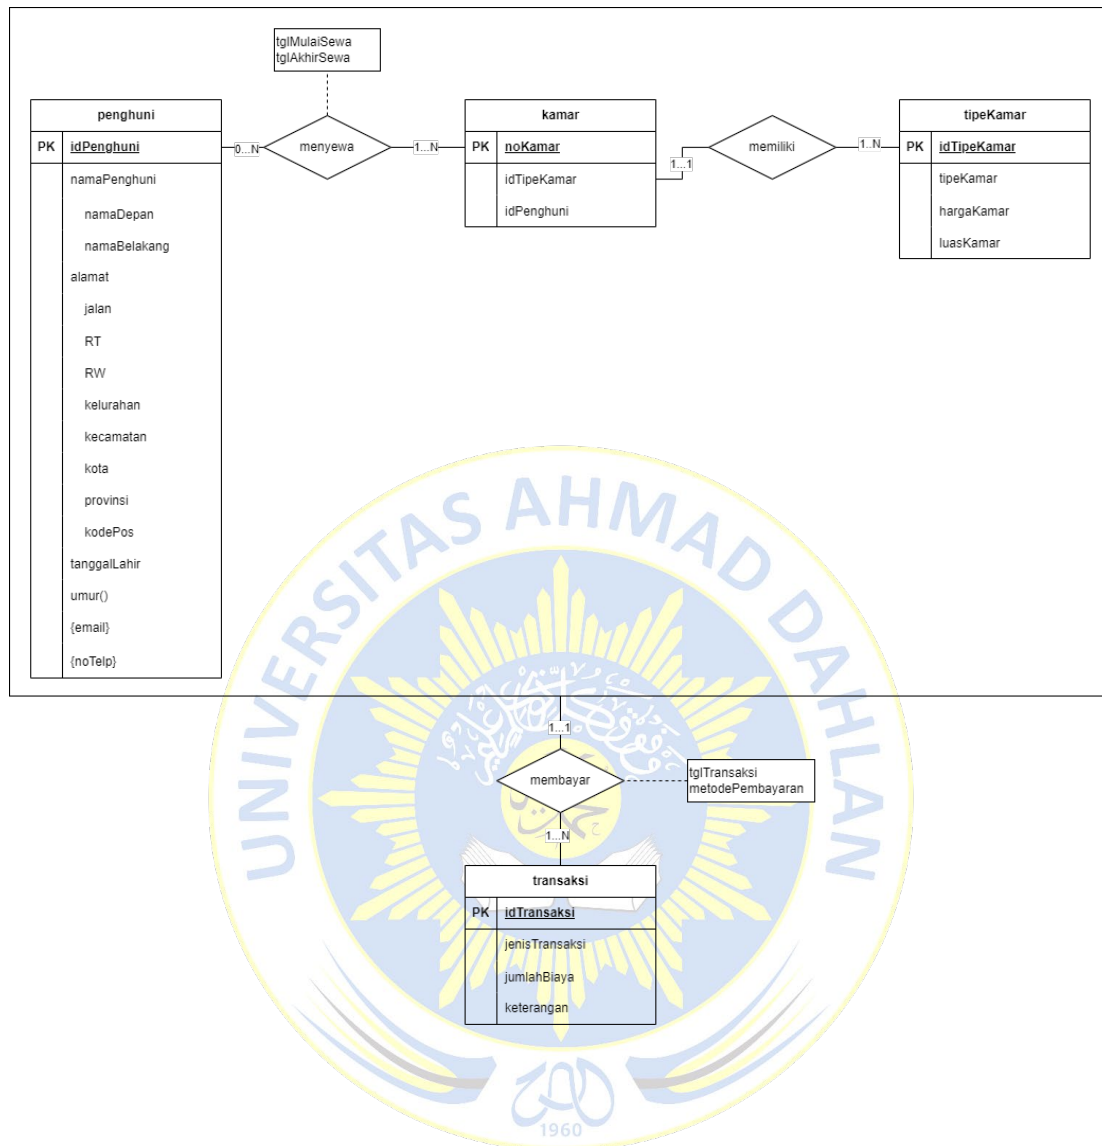 tglMulaiSewa
tglAkhirSewa
penghuni
PK idPenghuni
namaPenghuni
namaDepan
namaBelakang
alamat
jalan
RT
RW
kelurahan
kecamatan
kota
provinsi
kodePos
tanggalLahir
umur()
{email}
{noTelp}
0...N
menyewa
1...N
kamar
PK noKamar
idTipeKamar
idPenghuni
1...1
memiliki
1..N
tipeKamar
PK idTipeKamar
tipeKamar
hargaKamar
luasKamar
UNIVERSITAS AHMAD DAHLAN
1...1
membayar
tglTransaksi
metodePembayaran
1...N
transaksi
PK idTransaksi
jenisTransaksi
jumlahBiaya
keterangan
1960